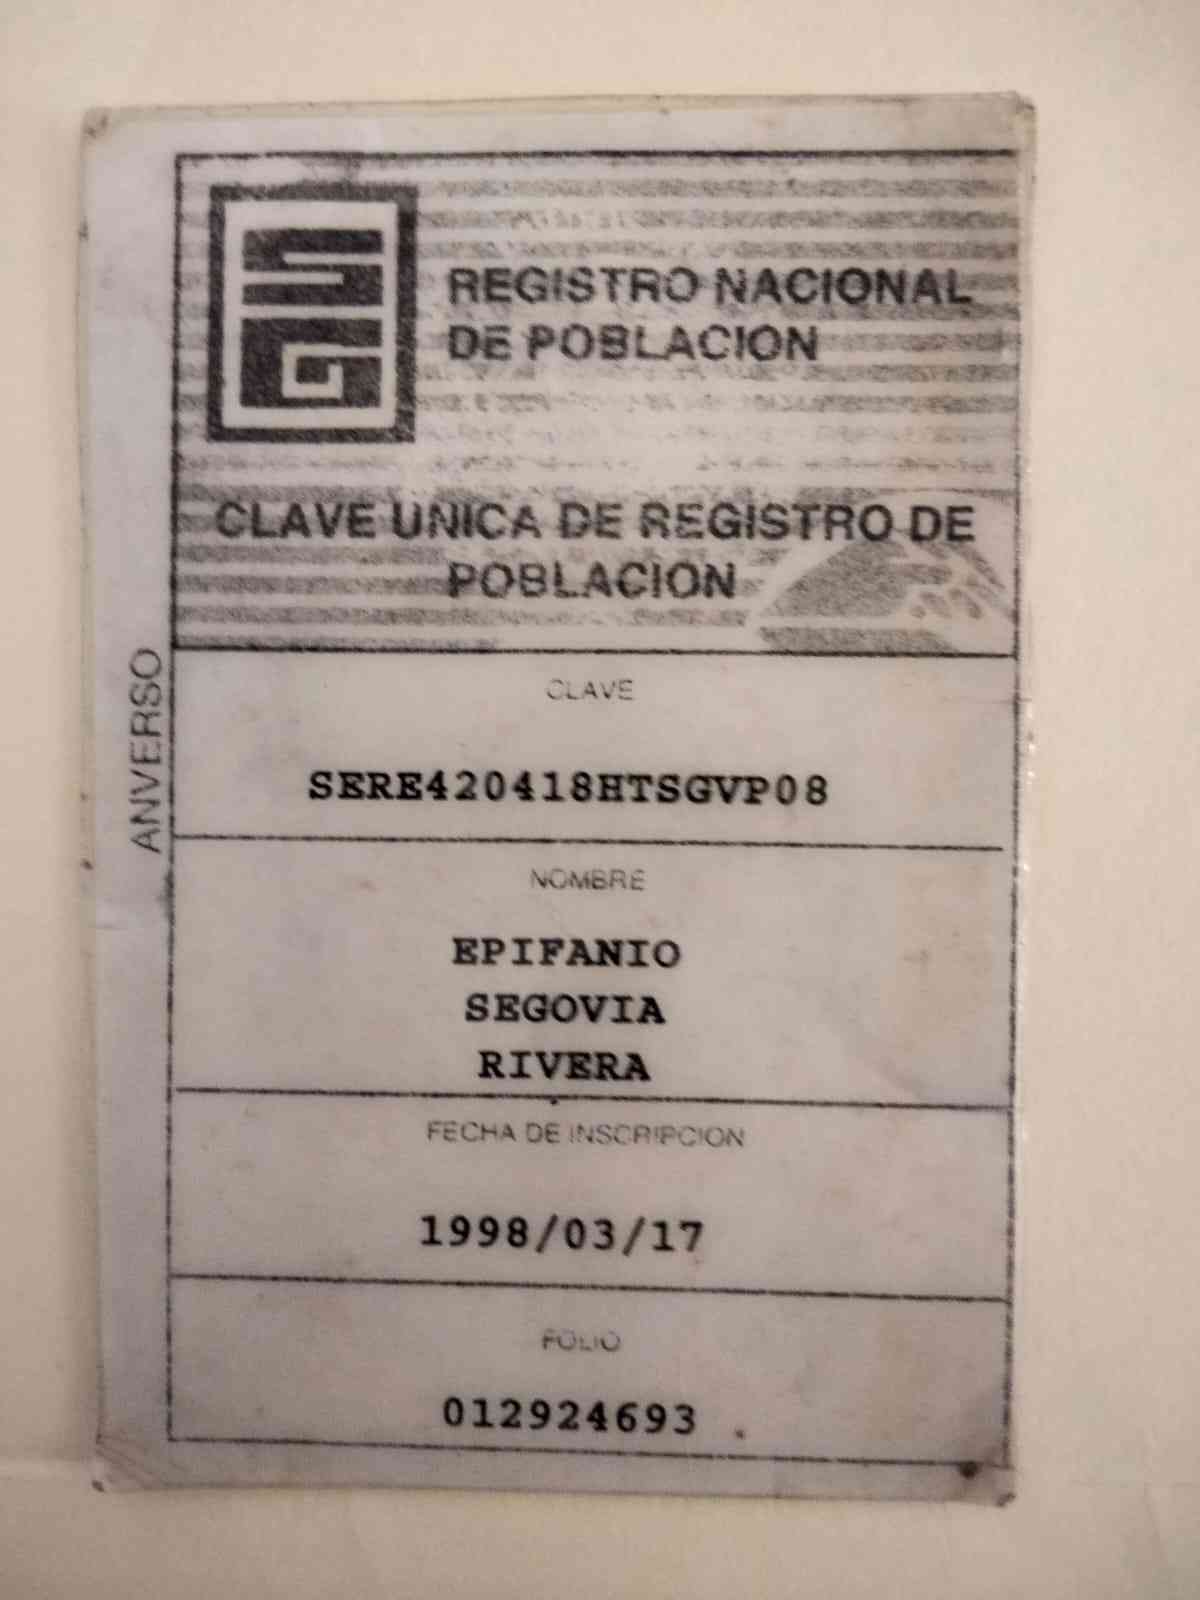 SG
REGISTRO NACIONAL
DE POBLACION
CLAVE UNICA DE REGISTRO DE
POBLACION
ANVERSO
CLAVE
SERE420418HTSGVP08
NOMBRE
EPIFANIO
SEGOVIA
RIVERA
FECHA DE INSCRIPCION
1998/03/17
FOLIO
012924693